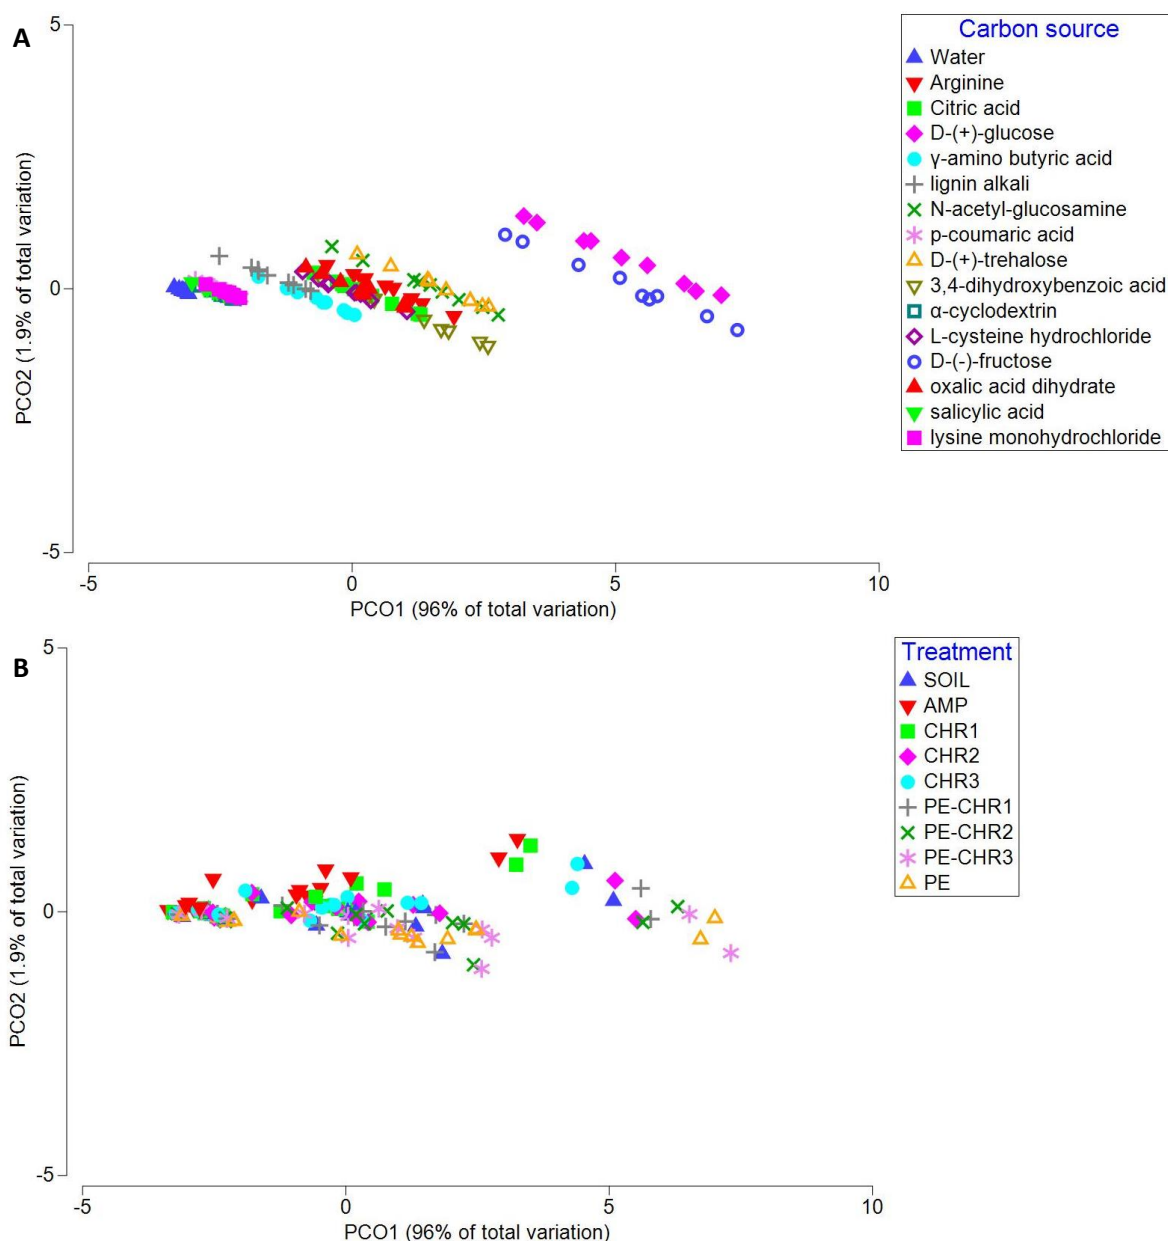 A
5
0
-5
PCO2 (1.9% of total variation)
-5
0
5
10
PCO1 (96% of total variation)
Carbon source
Water
Arginine
Citric acid
D-(+)-glucose
γ-amino butyric acid
lignin alkali
N-acetyl-glucosamine
p-coumaric acid
D-(+)-trehalose
3,4-dihydroxybenzoic acid
α-cyclodextrin
L-cysteine hydrochloride
D-(-)-fructose
oxalic acid dihydrate
salicylic acid
lysine monohydrochloride
B
5
0
-5
PCO2 (1.9% of total variation)
-5
0
5
10
PCO1 (96% of total variation)
Treatment
SOIL
AMP
CHR1
CHR2
CHR3
PE-CHR1
PE-CHR2
PE-CHR3
PE